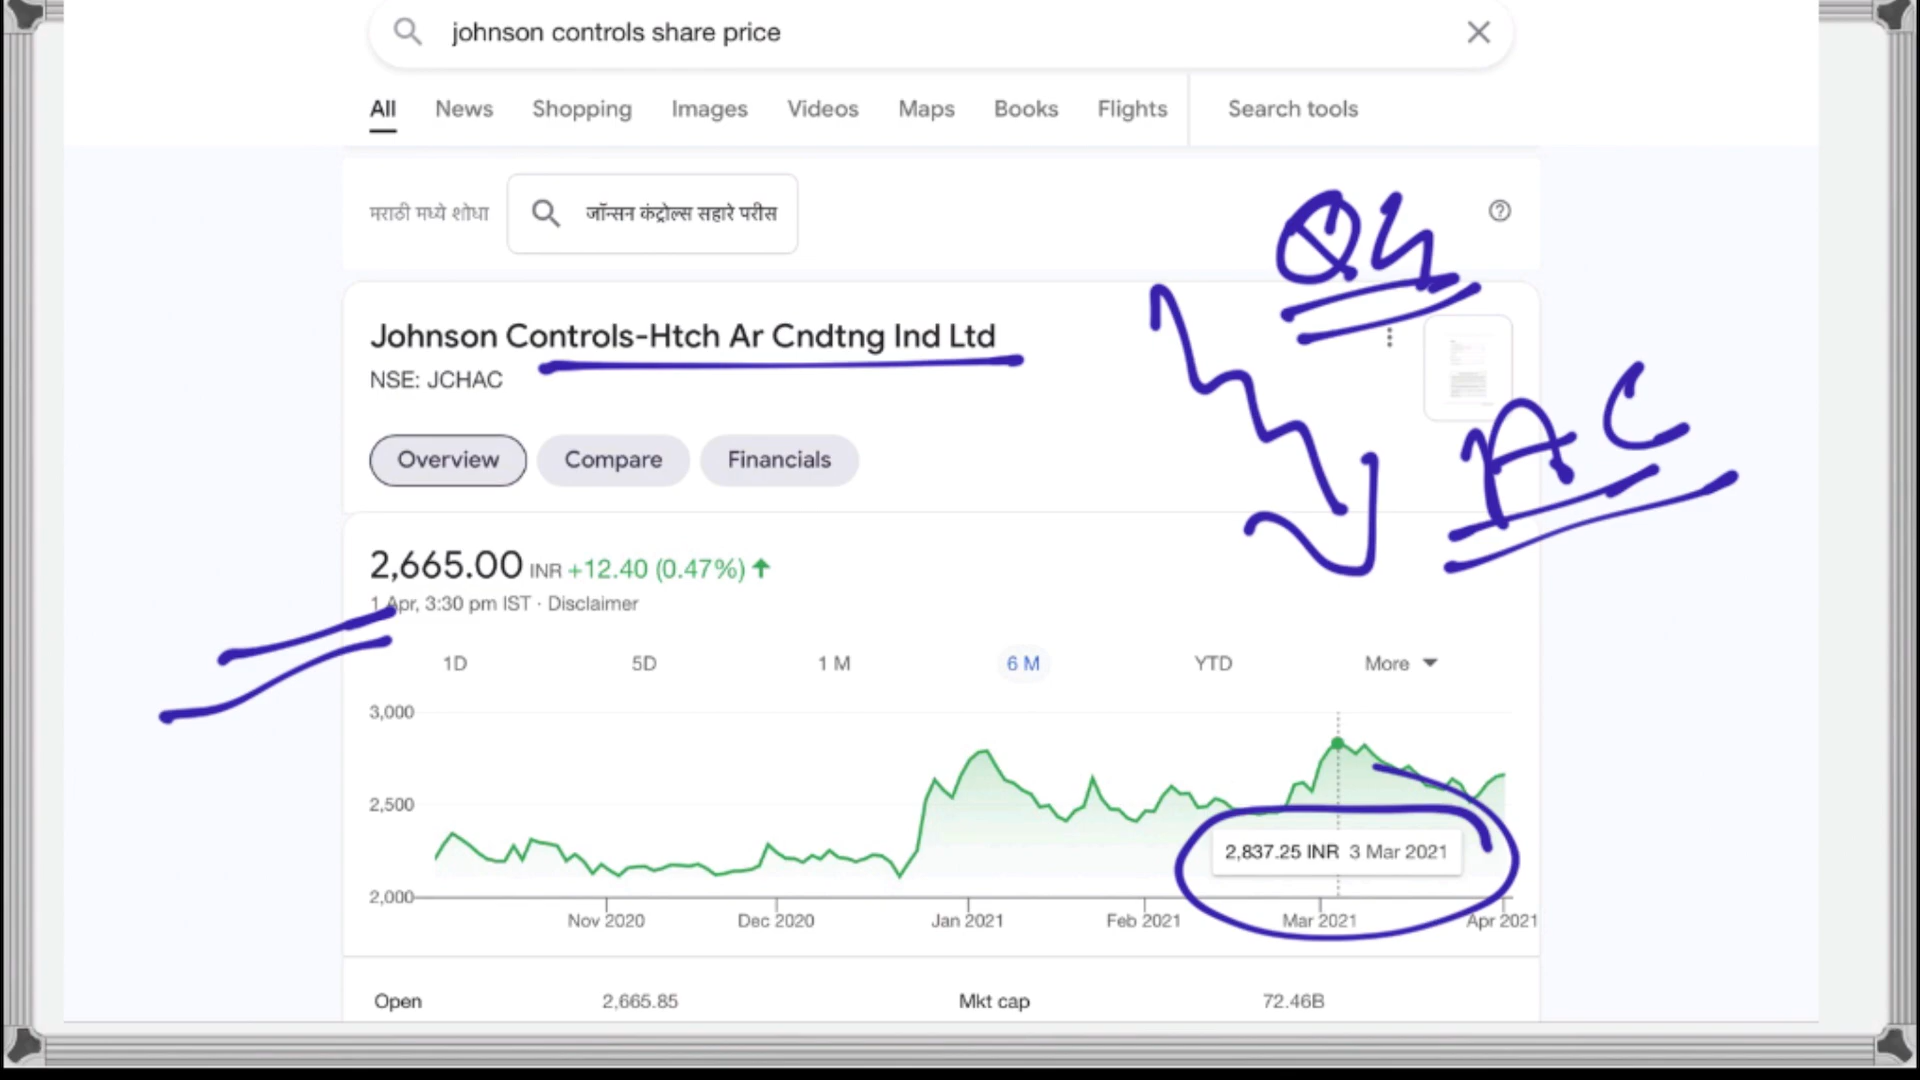 johnson controls share price
All News Shopping Images Videos Maps Books Flights Search tools
मराठी मध्ये शोधा जॉन्सन कंट्रोल्स सहारे परीस
Q4
Johnson Controls-Htch Ar Cndtng Ind Ltd
NSE: JCHAC
AC
Overview Compare Financials
2,665.00 INR +12.40 (0.47%)
1 Apr, 3:30 pm IST · Disclaimer
1D 5D 1 M 6 M YTD More
3,000
2,500
2,837.25 INR 3 Mar 2021
2,000
Nov 2020 Dec 2020 Jan 2021 Feb 2021 Mar 2021 Apr 2021
Open 2,665.85 Mkt cap 72.46B